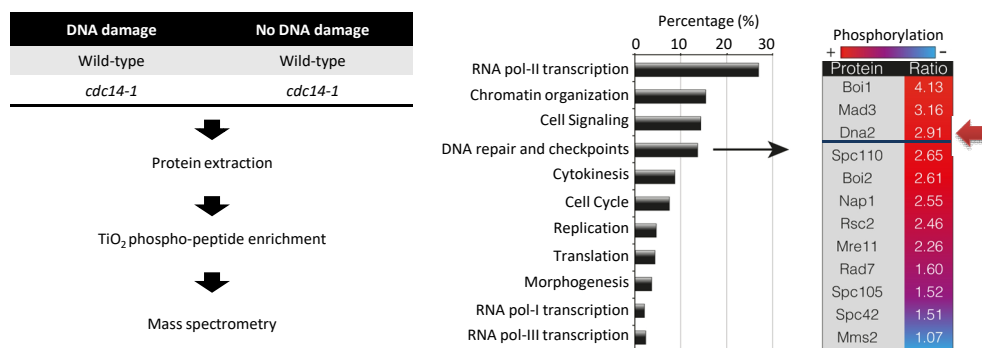 DNA damage No DNA damage
Wild-type Wild-type
cdc14-1 cdc14-1
Protein extraction
TiO2 phospho-peptide enrichment
Mass spectrometry
Percentage (%)
0 10 20 30
RNA pol-II transcription
Chromatin organization
Cell Signaling
DNA repair and checkpoints
Cytokinesis
Cell Cycle
Replication
Translation
Morphogenesis
RNA pol-I transcription
RNA pol-III transcription
Phosphorylation
+ –
Protein Ratio
Boi1 4.13
Mad3 3.16
Dna2 2.91
Spc110 2.65
Boi2 2.61
Nap1 2.55
Rsc2 2.46
Mre11 2.26
Rad7 1.60
Spc105 1.52
Spc42 1.51
Mms2 1.07